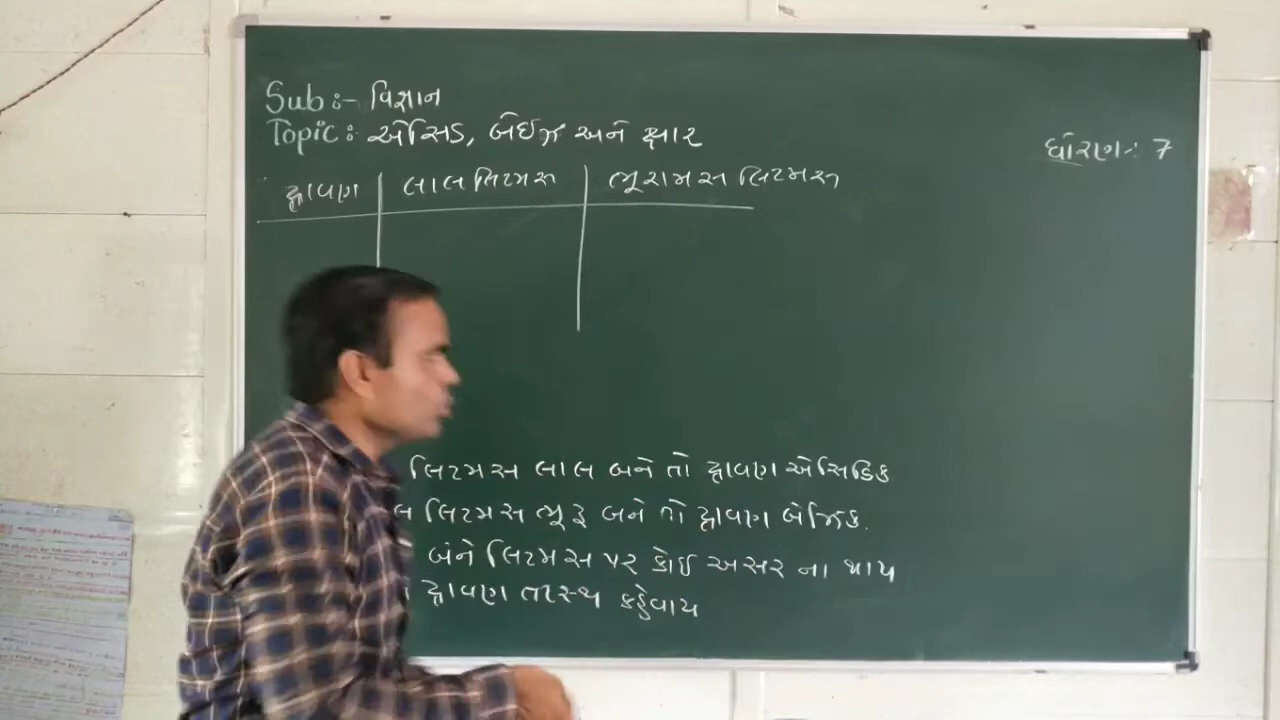 Sub :- વિજ્ઞાન
Topic : એસિડ, બેઈઝ અને ક્ષાર
ધોરણ : 7
દ્રાવણ લાલ લિટમસ ભૂરા લિટમસ
લિટમસ લાલ બને તો દ્રાવણ એસિડિક
લિટમસ ભૂરૂ બને તો દ્રાવણ બેઝિક.
બંને લિટમસ પર કોઈ અસર ના થાય
દ્રાવણ તટસ્થ કહેવાય